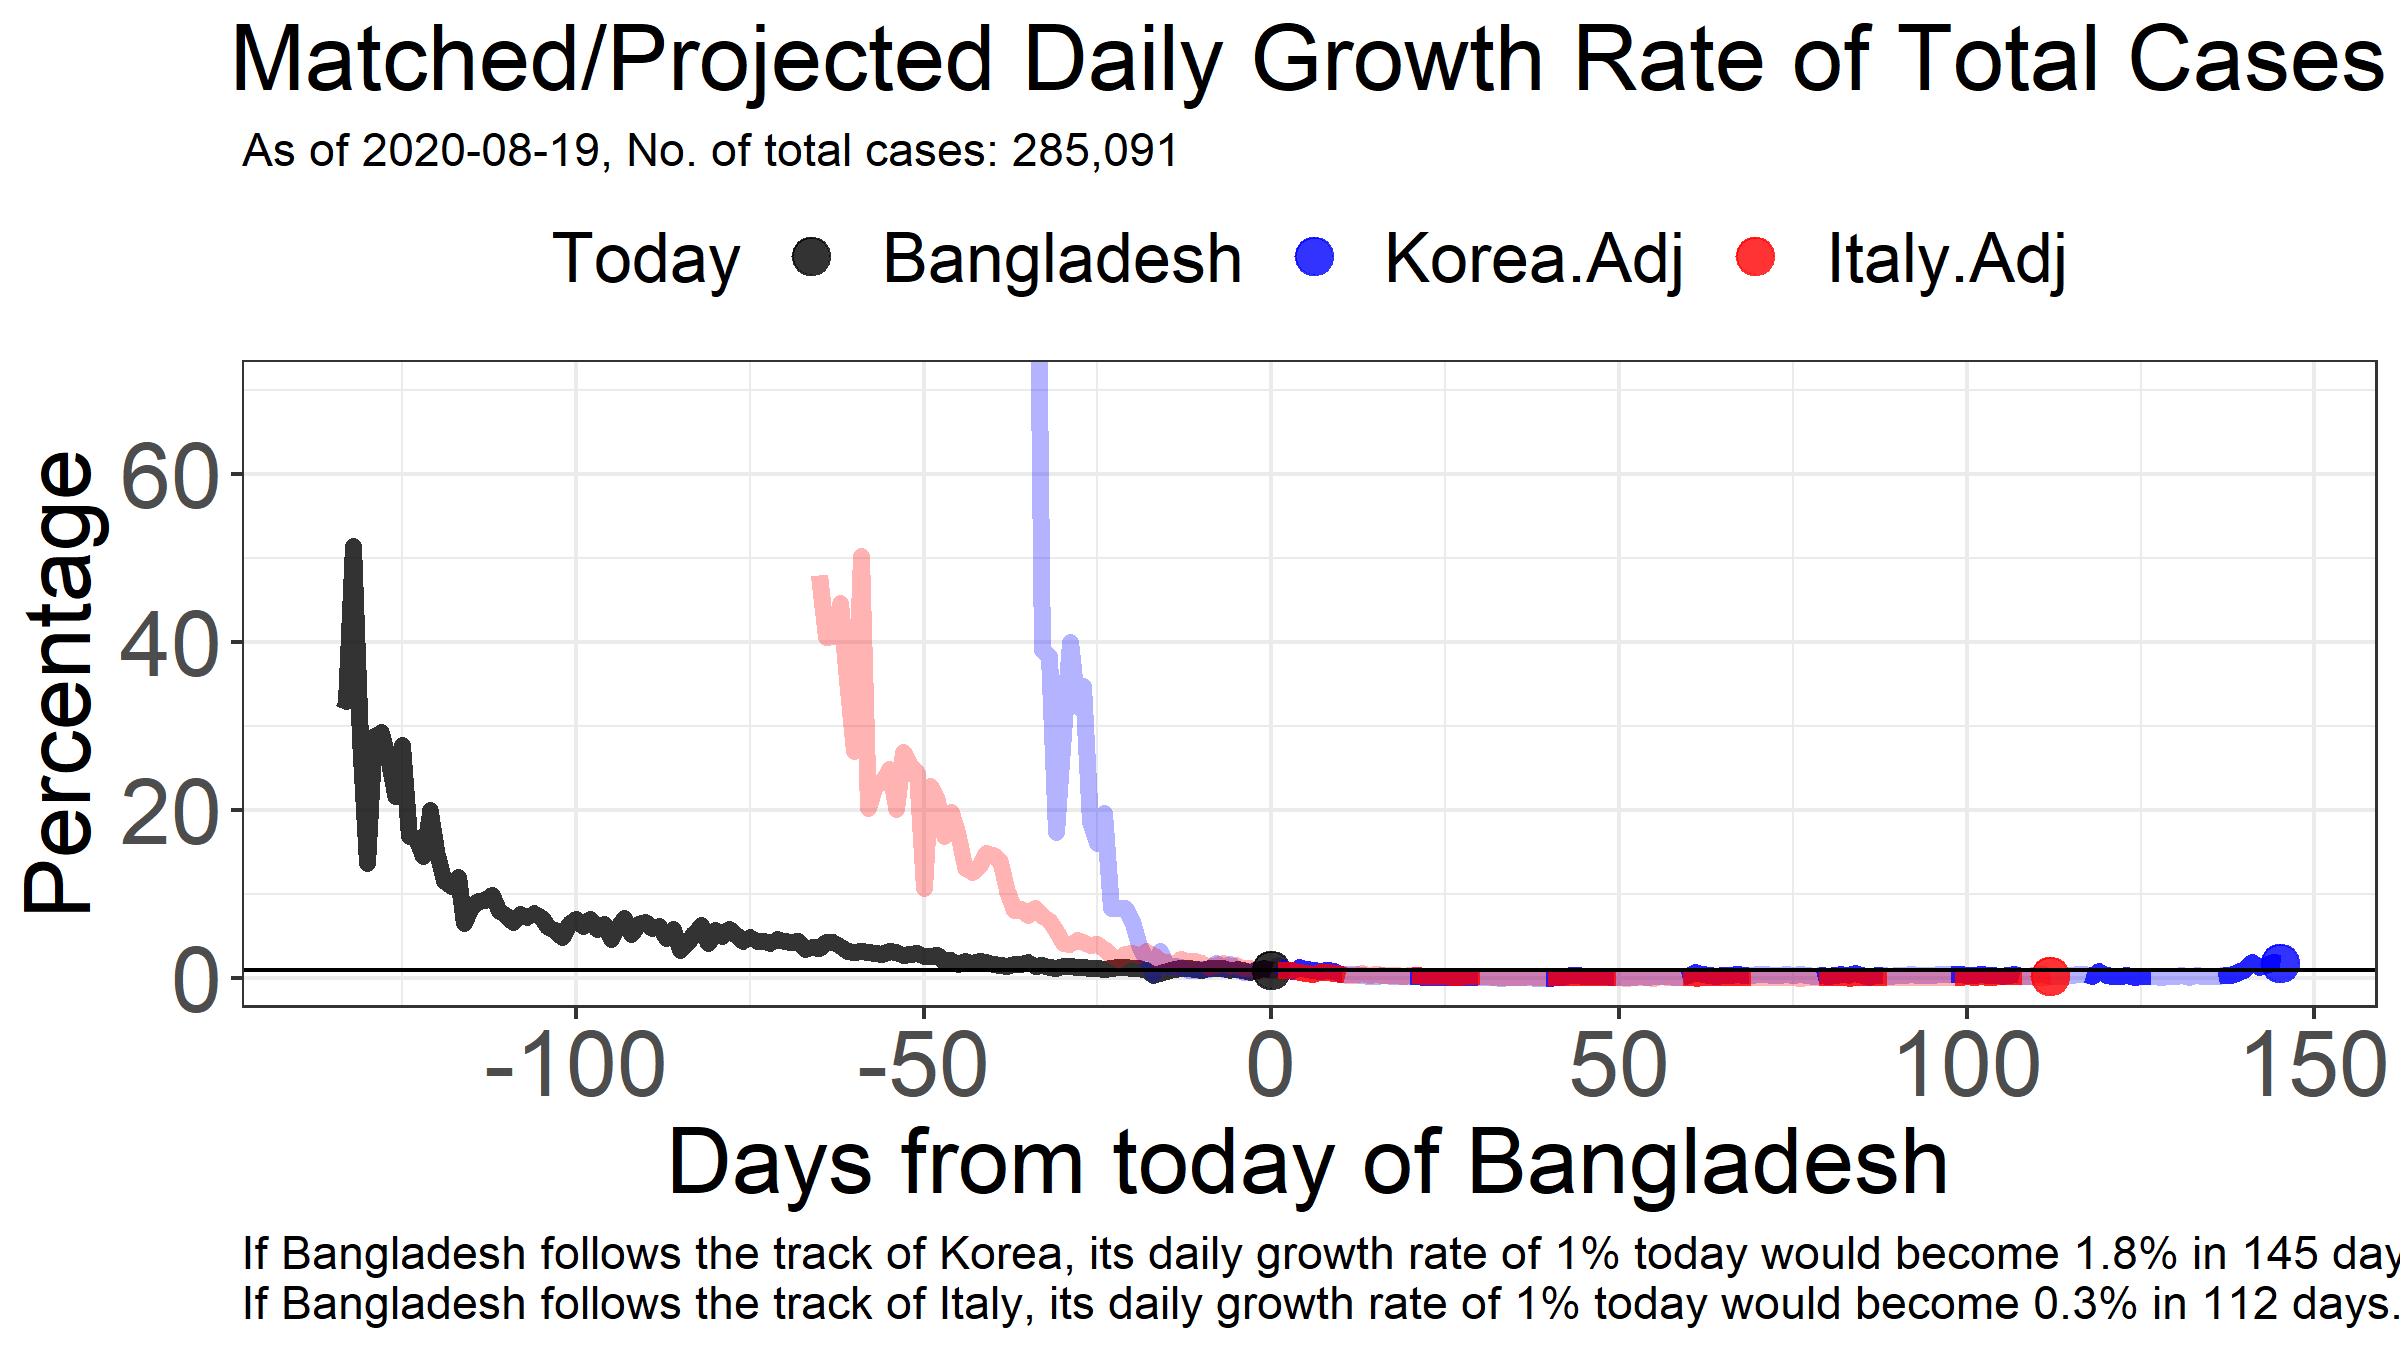 Matched/Projected Daily Growth Rate of Total Cases
As of 2020-08-19, No. of total cases: 285,091
Today Bangladesh Korea.Adj Italy.Adj
Percentage
60
40
20
0
-100 -50 0 50 100 150
Days from today of Bangladesh
If Bangladesh follows the track of Korea, its daily growth rate of 1% today would become 1.8% in 145 day
If Bangladesh follows the track of Italy, its daily growth rate of 1% today would become 0.3% in 112 days.